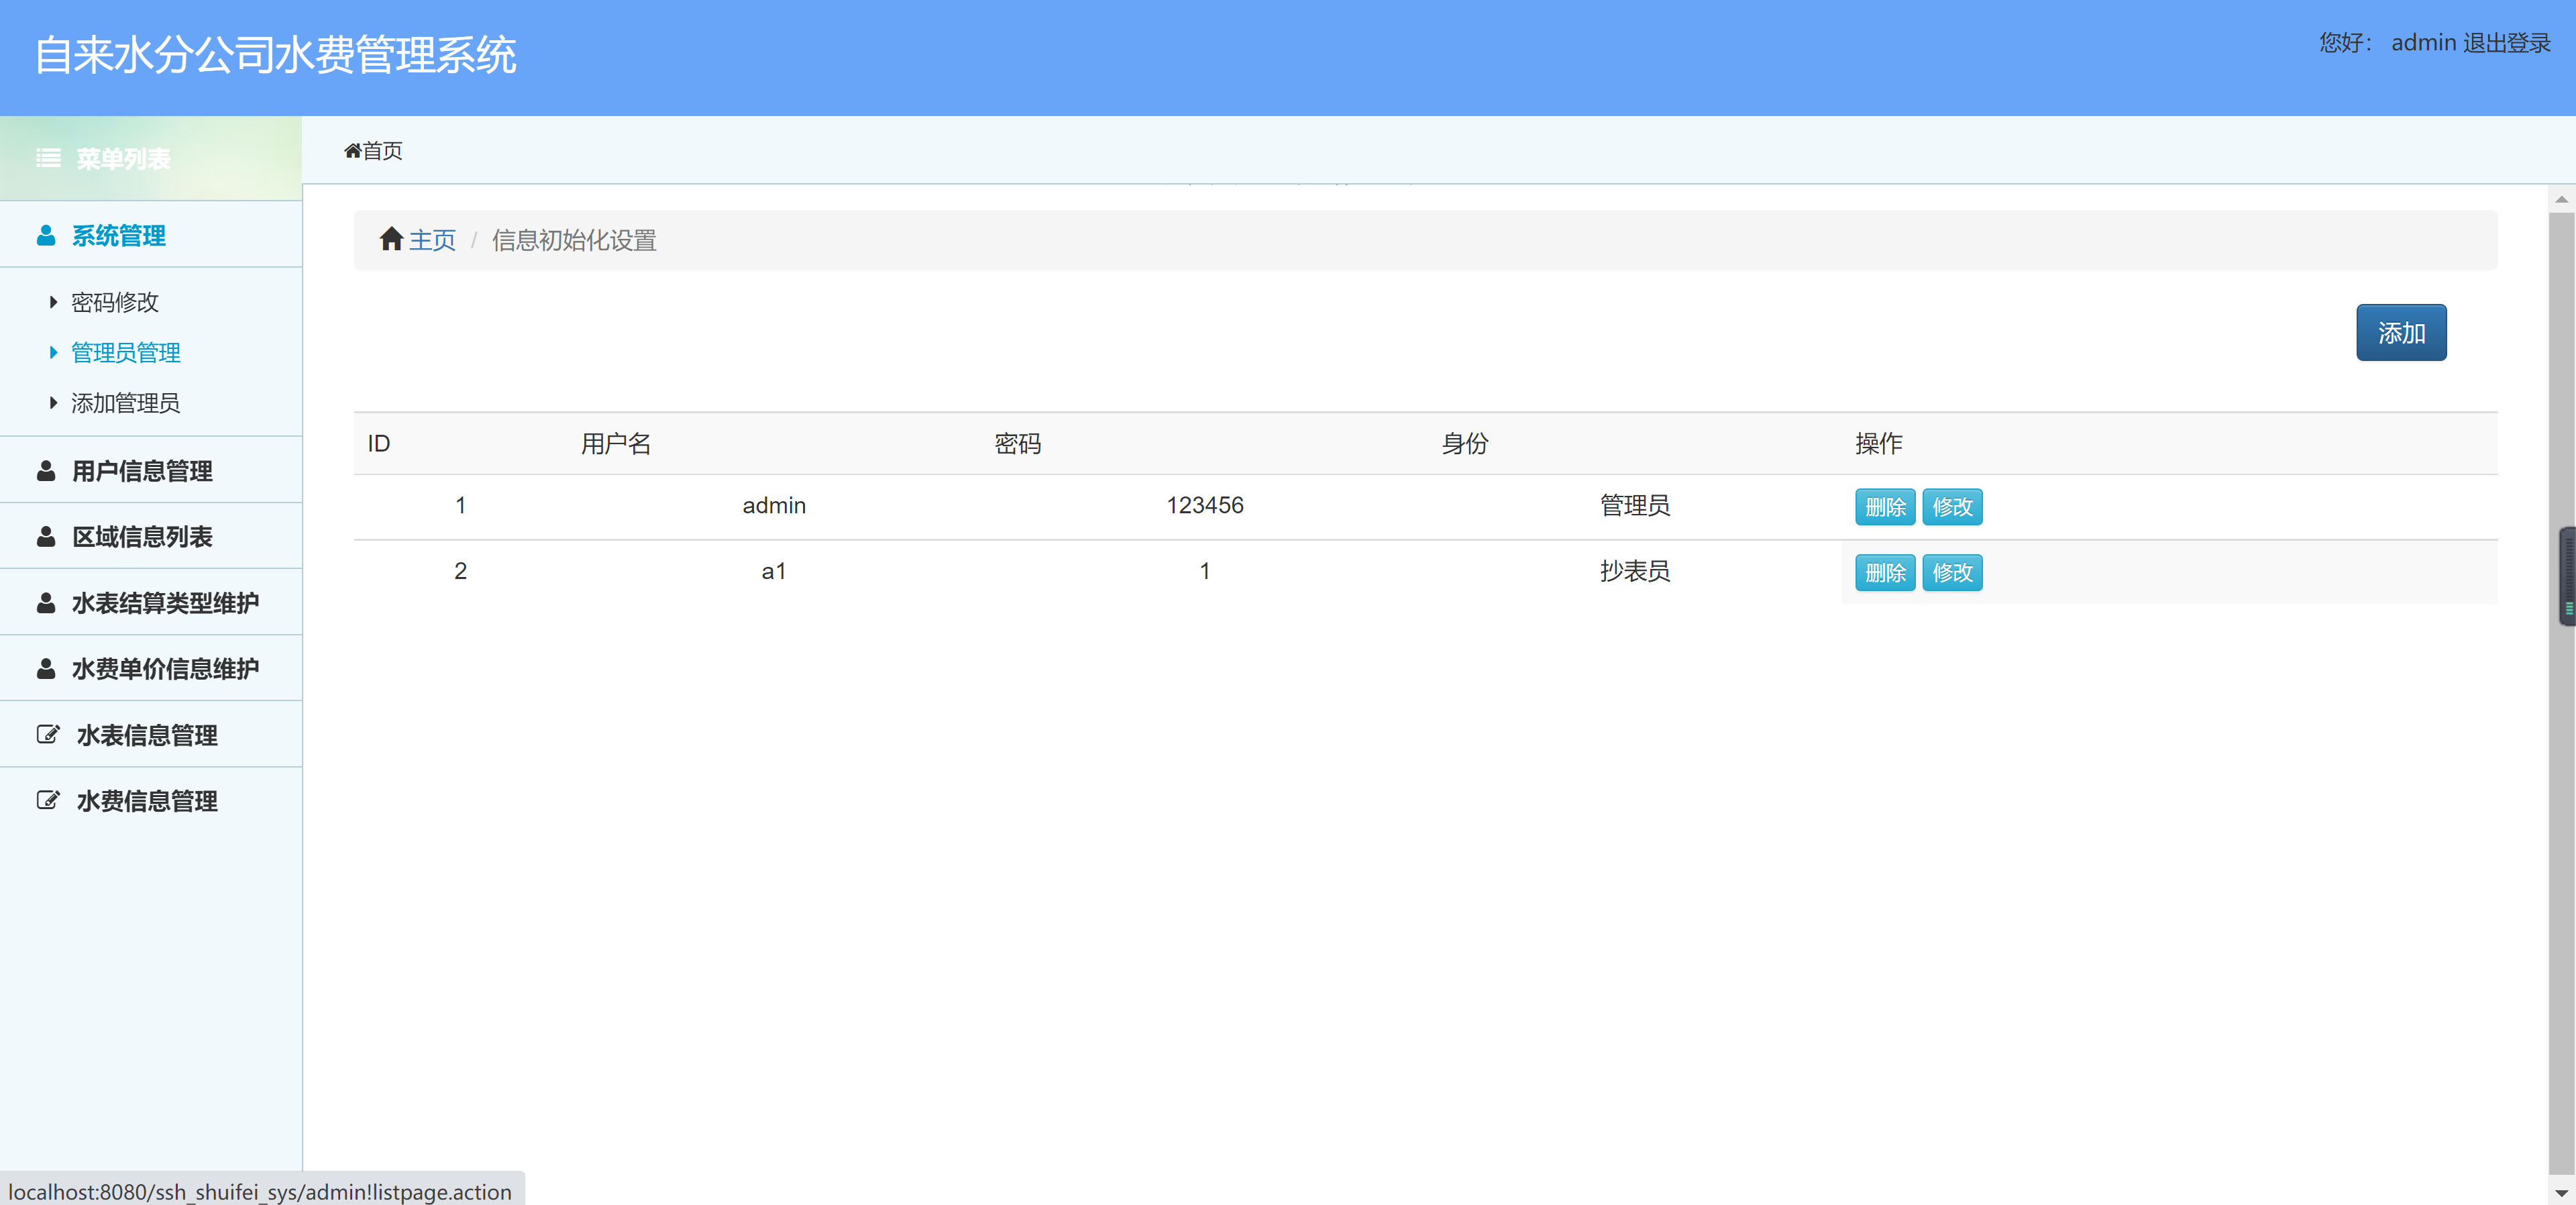 自来水分公司水费管理系统
您好： admin 退出登录
菜单列表
首页
系统管理
密码修改
管理员管理
添加管理员
用户信息管理
区域信息列表
水表结算类型维护
水费单价信息维护
水表信息管理
水费信息管理
主页 / 信息初始化设置
添加
ID 用户名 密码 身份 操作
1 admin 123456 管理员 删除 修改
2 a1 1 抄表员 删除 修改
localhost:8080/ssh_shuifei_sys/admin!listpage.action